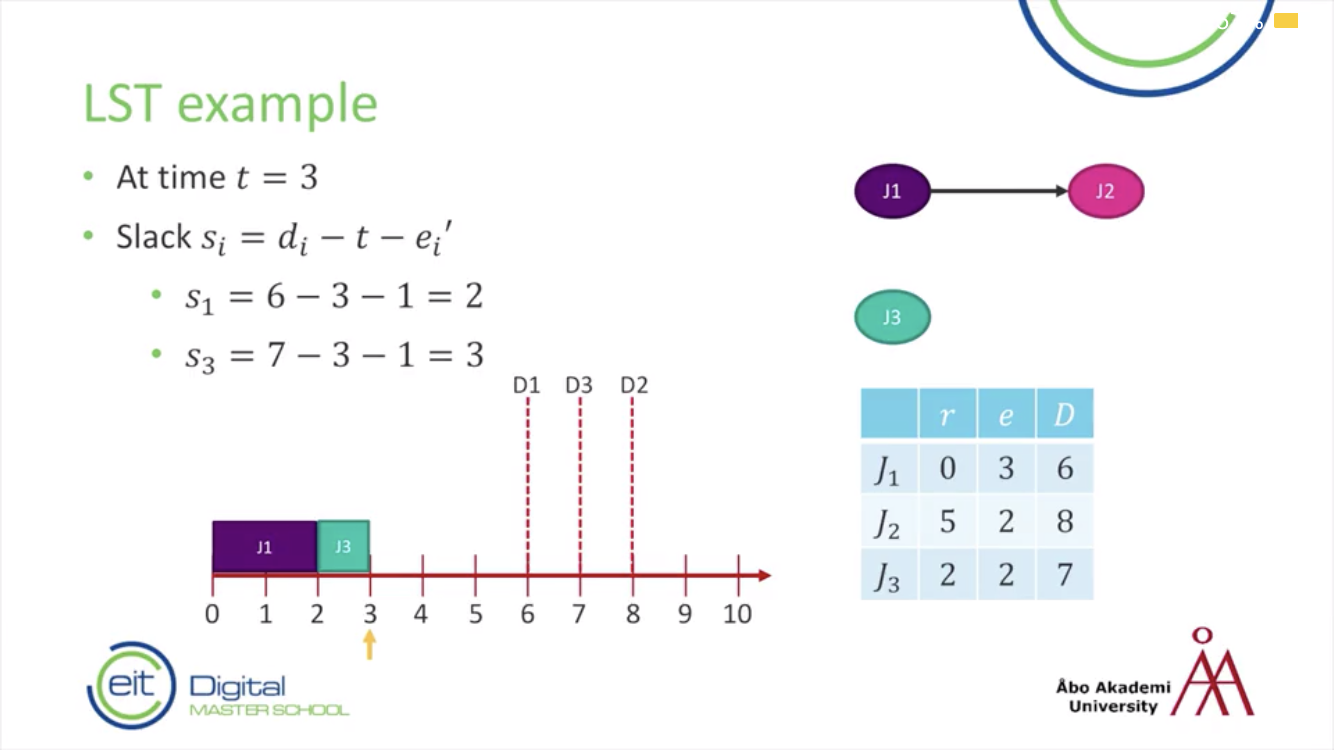 LST example
• At time t = 3
• Slack sᵢ = dᵢ − t − eᵢ′
• s₁ = 6 − 3 − 1 = 2
• s₃ = 7 − 3 − 1 = 3
J1
J2
J3
D1 D3 D2
J1 J3
0 1 2 3 4 5 6 7 8 9 10
r e D
J₁ 0 3 6
J₂ 5 2 8
J₃ 2 2 7
eit Digital
MASTER SCHOOL
Åbo Akademi
University